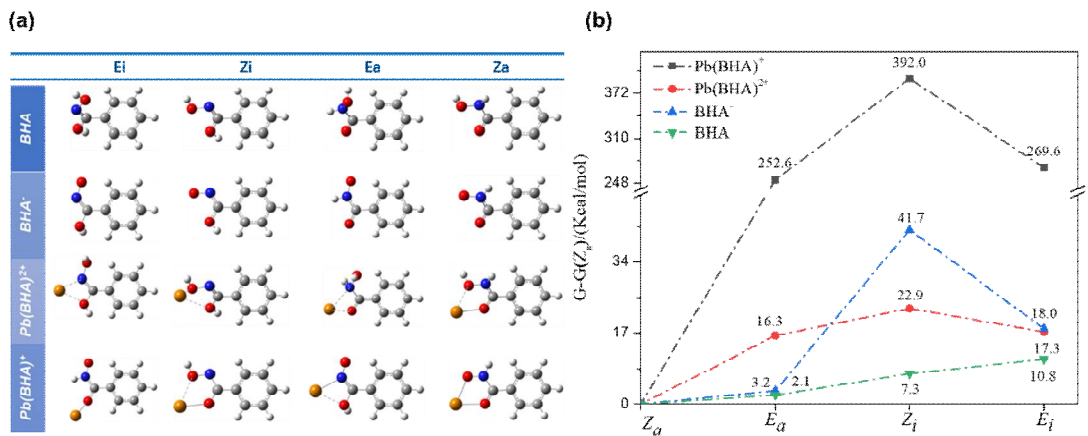 (a)
Ei Zi Ea Za
BHA
BHA⁻
Pb(BHA)²⁺
Pb(BHA)⁺
(b)
G-G(Zₐ)/(Kcal/mol)
Pb(BHA)⁺
Pb(BHA)²⁺
BHA⁻
BHA
372
310
248
34
17
0
252.6
392.0
269.6
41.7
16.3
22.9
18.0
17.3
3.2
2.1
7.3
10.8
Zₐ Eₐ Zᵢ Eᵢ